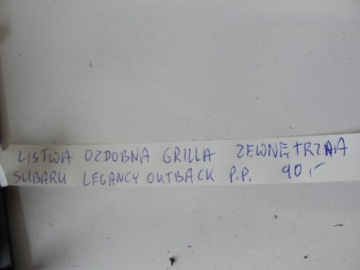 LISTWA OZDOBNA GRILLA ZEWNĘTRZNA
SUBARU LEGANCY OUTBACK P.P. 90,-